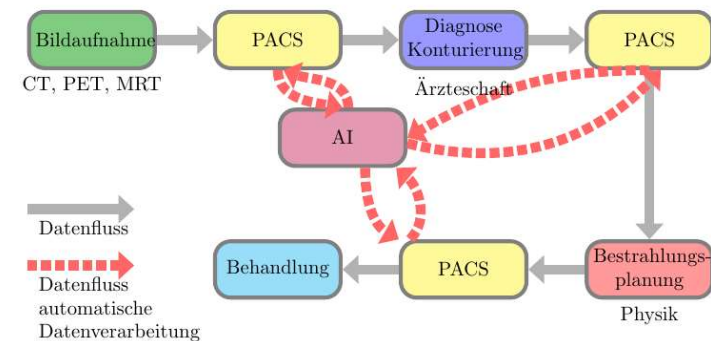 Bildaufnahme
PACS
Diagnose
Konturierung
PACS
CT, PET, MRT
Ärzteschaft
AI
Datenfluss
Datenfluss
automatische
Datenverarbeitung
Behandlung
PACS
Bestrahlungs-
planung
Physik